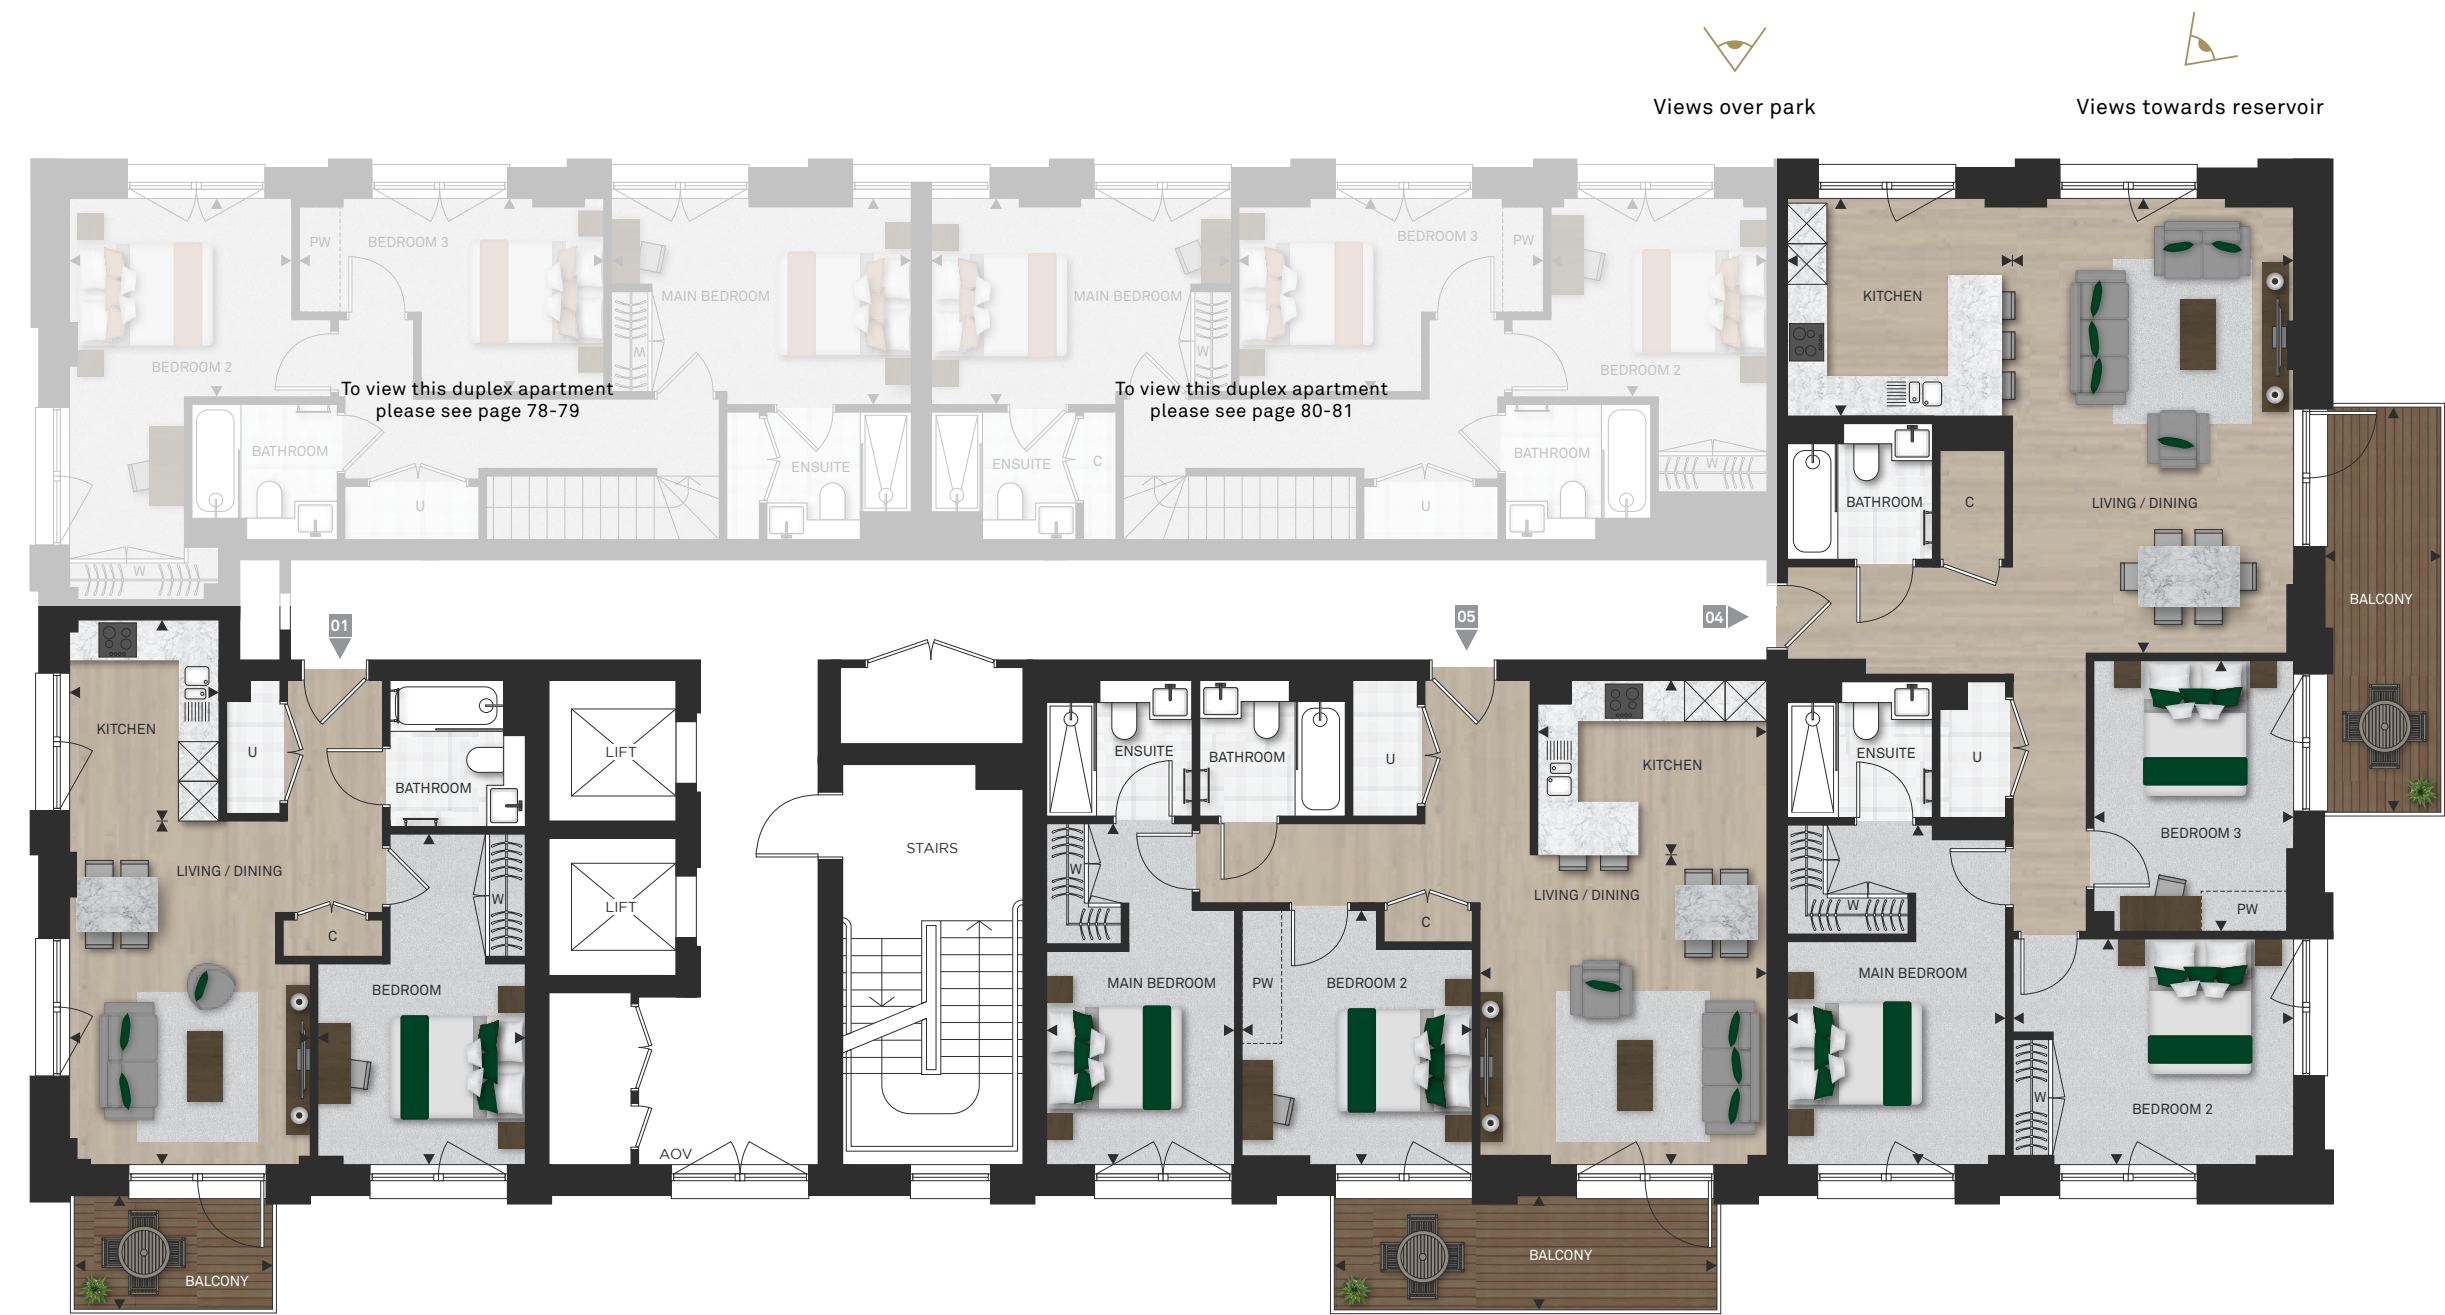 Views over park
Views towards reservoir
BEDROOM 2
PW
BEDROOM 3
MAIN BEDROOM
W
To view this duplex apartment
please see page 78-79
BATHROOM
U
ENSUITE
W
MAIN BEDROOM
W
BEDROOM 3
PW
BEDROOM 2
To view this duplex apartment
please see page 80-81
ENSUITE
C
U
BATHROOM
W
KITCHEN
BATHROOM
C
LIVING / DINING
BALCONY
01
05
04
KITCHEN
U
BATHROOM
LIVING / DINING
W
C
BEDROOM
BALCONY
LIFT
LIFT
STAIRS
AOV
ENSUITE
BATHROOM
U
KITCHEN
W
LIVING / DINING
C
MAIN BEDROOM
PW
BEDROOM 2
BALCONY
ENSUITE
U
BEDROOM 3
W
PW
MAIN BEDROOM
W
BEDROOM 2